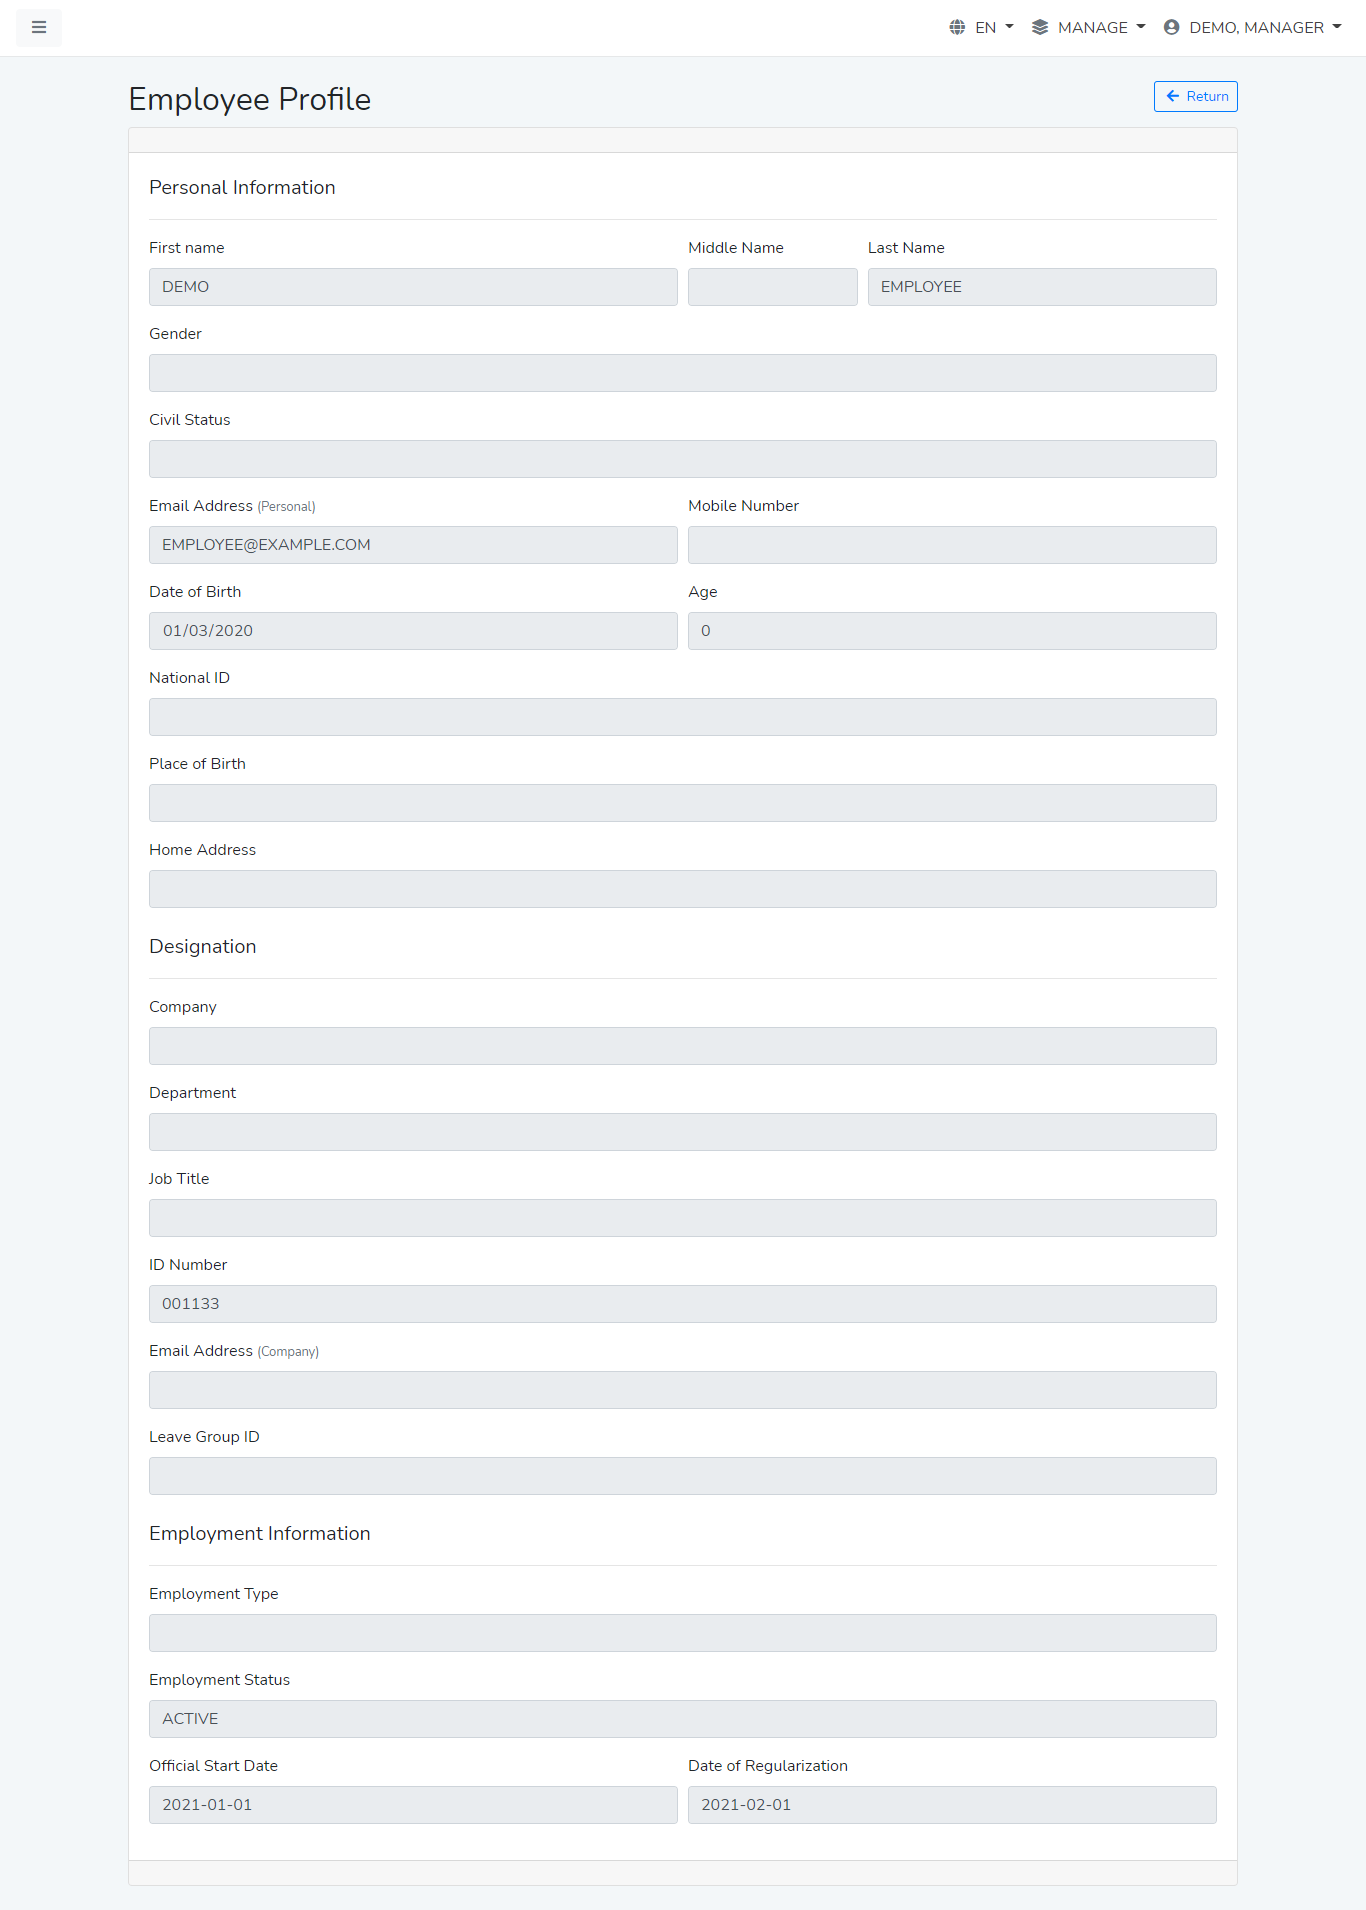 EN MANAGE DEMO, MANAGER
Employee Profile
Return
Personal Information
First name Middle Name Last Name
DEMO EMPLOYEE
Gender
Civil Status
Email Address (Personal) Mobile Number
EMPLOYEE@EXAMPLE.COM
Date of Birth Age
01/03/2020 0
National ID
Place of Birth
Home Address
Designation
Company
Department
Job Title
ID Number
001133
Email Address (Company)
Leave Group ID
Employment Information
Employment Type
Employment Status
ACTIVE
Official Start Date Date of Regularization
2021-01-01 2021-02-01